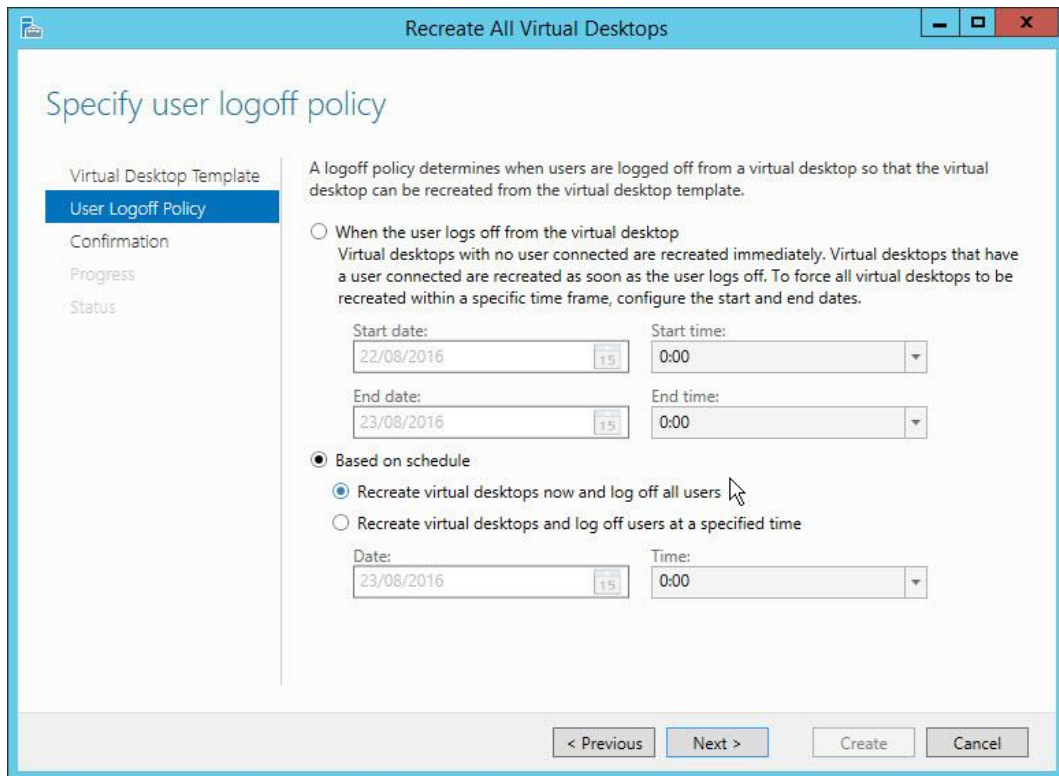 Recreate All Virtual Desktops
Specify user logoff policy
Virtual Desktop Template
User Logoff Policy
Confirmation
Progress
Status
A logoff policy determines when users are logged off from a virtual desktop so that the virtual
desktop can be recreated from the virtual desktop template.
When the user logs off from the virtual desktop
Virtual desktops with no user connected are recreated immediately. Virtual desktops that have
a user connected are recreated as soon as the user logs off. To force all virtual desktops to be
recreated within a specific time frame, configure the start and end dates.
Start date: Start time:
22/08/2016 15 0:00
End date: End time:
23/08/2016 15 0:00
Based on schedule
Recreate virtual desktops now and log off all users
Recreate virtual desktops and log off users at a specified time
Date: Time:
23/08/2016 15 0:00
< Previous Next > Create Cancel